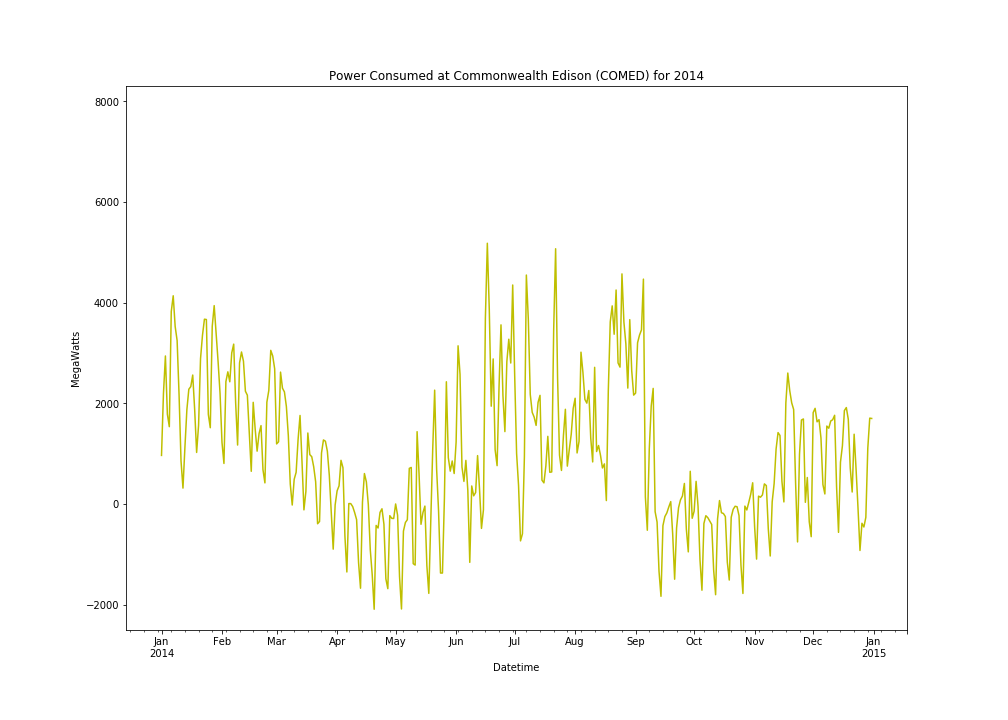 Power Consumed at Commonwealth Edison (COMED) for 2014
8000
6000
4000
2000
0
−2000
MegaWatts
Jan Feb Mar Apr May Jun Jul Aug Sep Oct Nov Dec Jan
2014 2015
Datetime